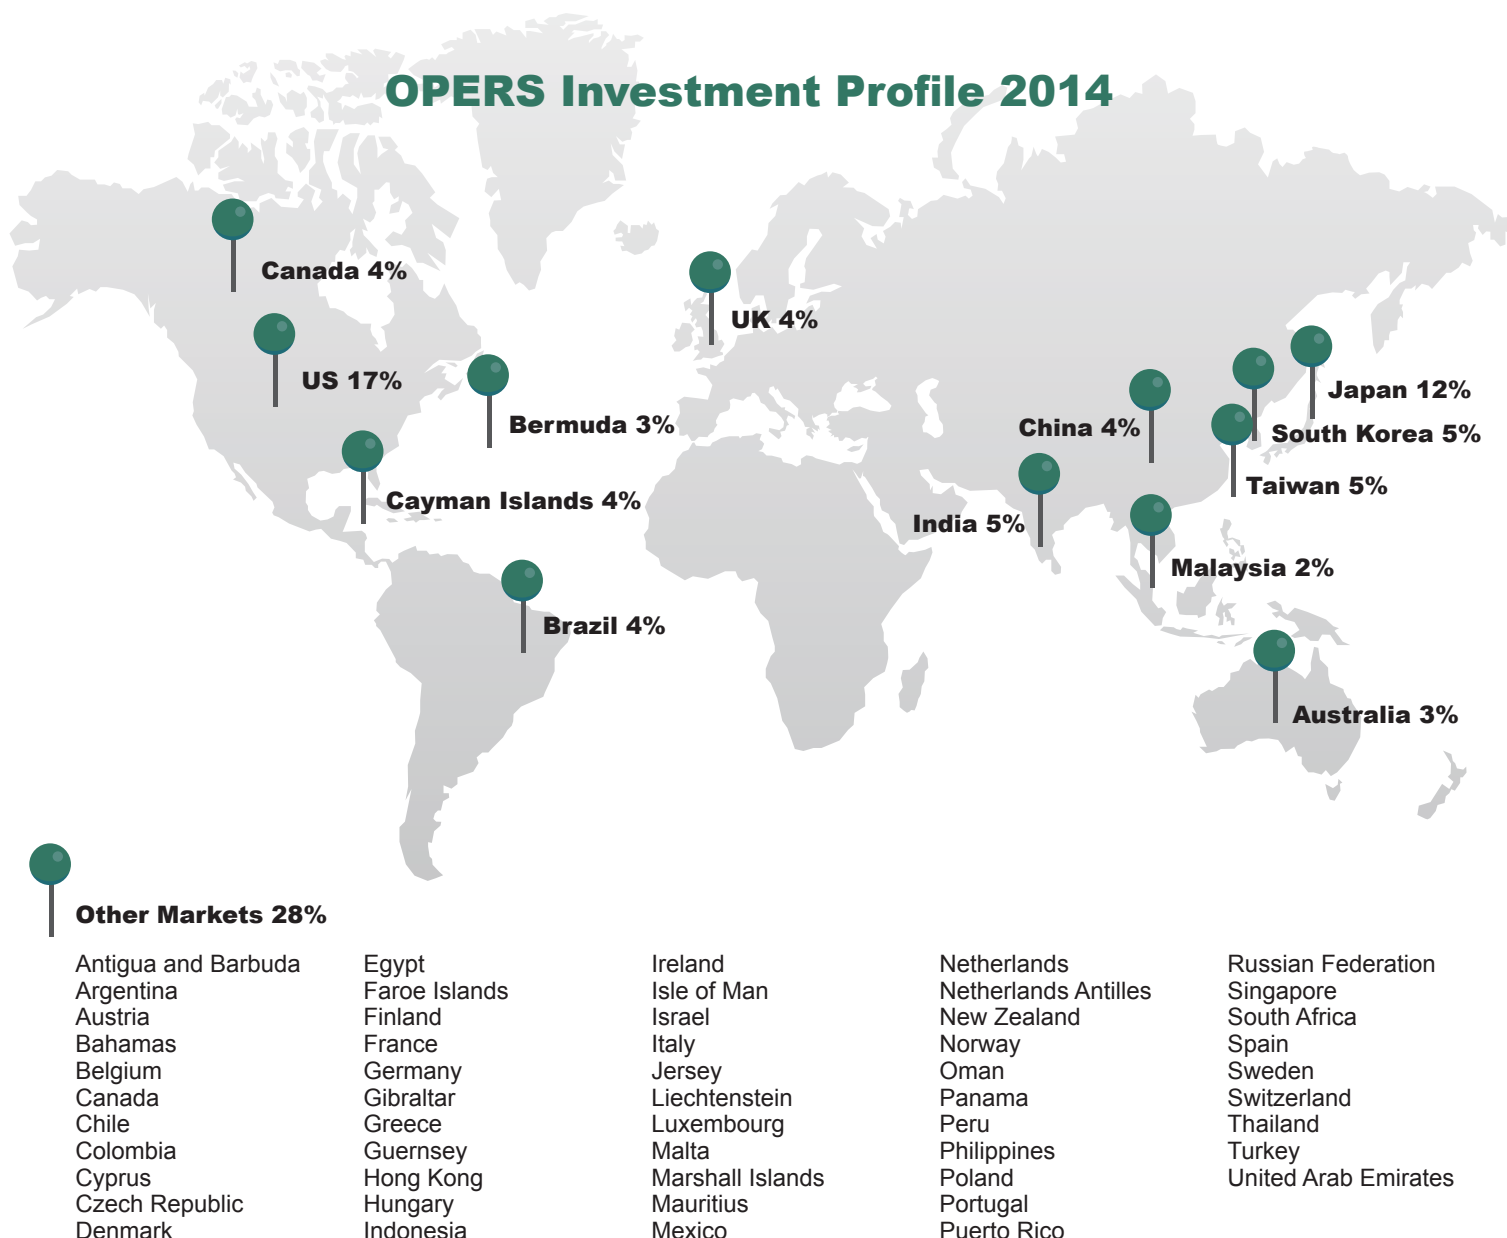 OPERS Investment Profile 2014
Canada 4%
UK 4%
US 17%
Japan 12%
Bermuda 3%
China 4%
South Korea 5%
Cayman Islands 4%
Taiwan 5%
India 5%
Malaysia 2%
Brazil 4%
Australia 3%
Other Markets 28%
Antigua and Barbuda
Argentina
Austria
Bahamas
Belgium
Canada
Chile
Colombia
Cyprus
Czech Republic
Denmark
Egypt
Faroe Islands
Finland
France
Germany
Gibraltar
Greece
Guernsey
Hong Kong
Hungary
Indonesia
Ireland
Isle of Man
Israel
Italy
Jersey
Liechtenstein
Luxembourg
Malta
Marshall Islands
Mauritius
Mexico
Netherlands
Netherlands Antilles
New Zealand
Norway
Oman
Panama
Peru
Philippines
Poland
Portugal
Puerto Rico
Russian Federation
Singapore
South Africa
Spain
Sweden
Switzerland
Thailand
Turkey
United Arab Emirates